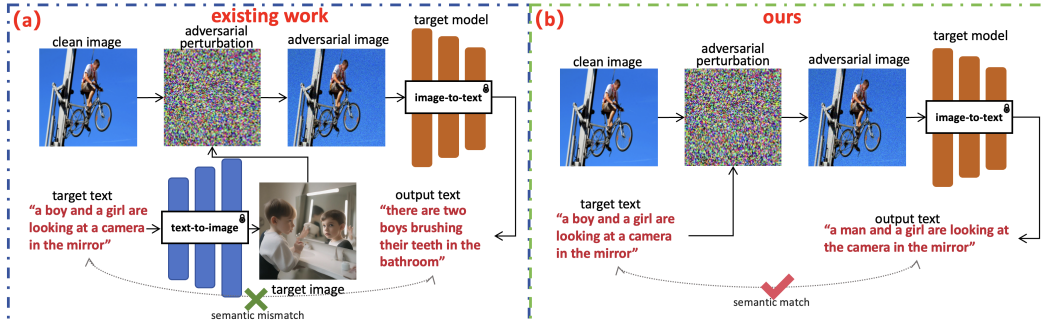 (a)
existing work
clean image
adversarial
perturbation
adversarial image
target model
image-to-text
target text
"a boy and a girl are
looking at a camera
in the mirror"
text-to-image
target image
output text
"there are two
boys brushing
their teeth in the
bathroom"
semantic mismatch
(b)
ours
clean image
adversarial
perturbation
adversarial image
target model
image-to-text
target text
"a boy and a girl are
looking at a camera
in the mirror"
output text
"a man and a girl are looking at
the camera in the mirror"
semantic match